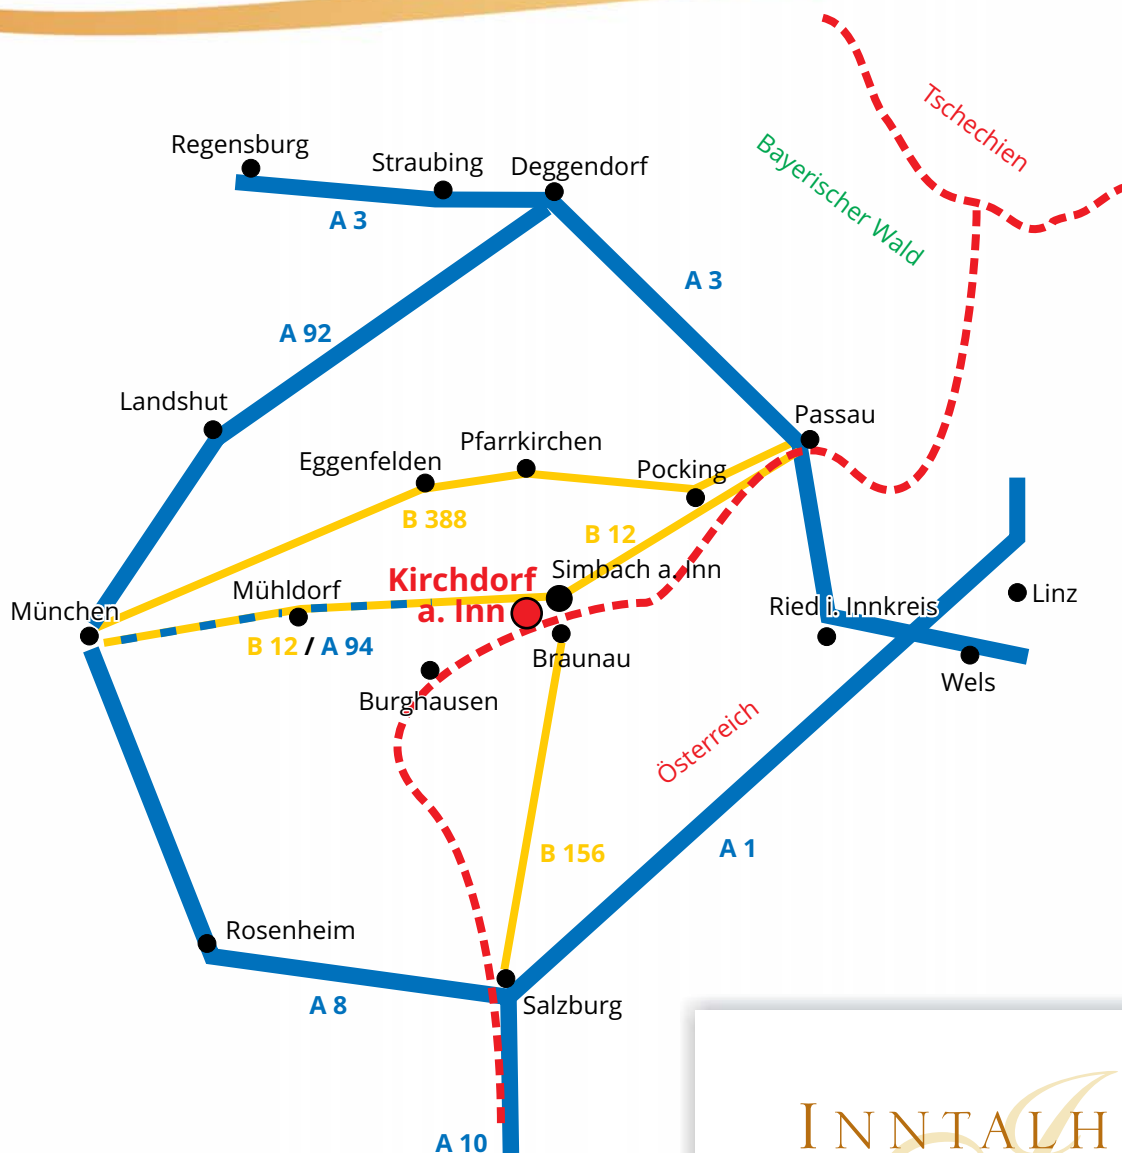 Tschechien
Bayerischer Wald
Regensburg
Straubing
Deggendorf
A 3
A 3
A 92
Landshut
Passau
Pfarrkirchen
Eggenfelden
Pocking
B 388
B 12
Simbach a. Inn
Kirchdorf
a. Inn
Mühldorf
München
Ried i. Innkreis
Linz
B 12 / A 94
Braunau
Wels
Burghausen
Österreich
B 156
A 1
Rosenheim
A 8
Salzburg
INNTALH
A 10